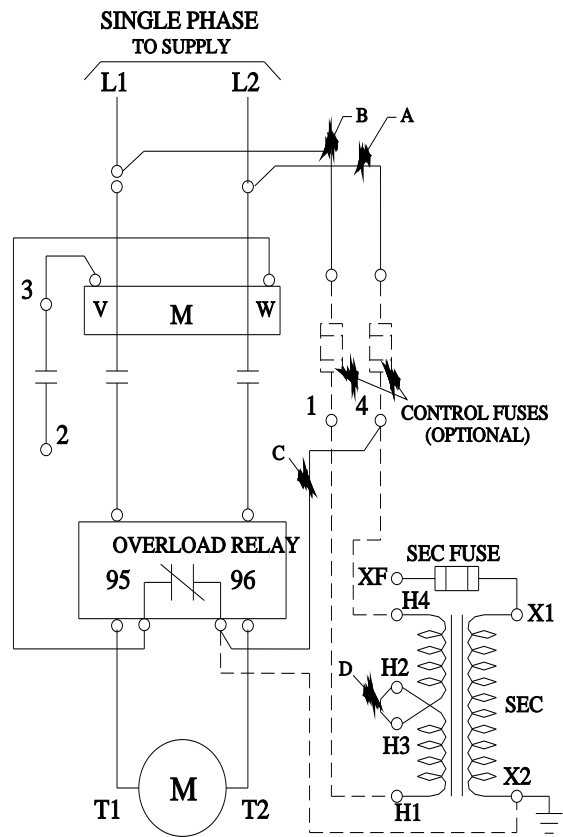 SINGLE PHASE
TO SUPPLY
L1 L2
B A
3
V M W
1 4
CONTROL FUSES
(OPTIONAL)
2
C
OVERLOAD RELAY
95 96
SEC FUSE
XF
H4 X1
D H2
SEC
H3
X2
M
T1 T2
H1